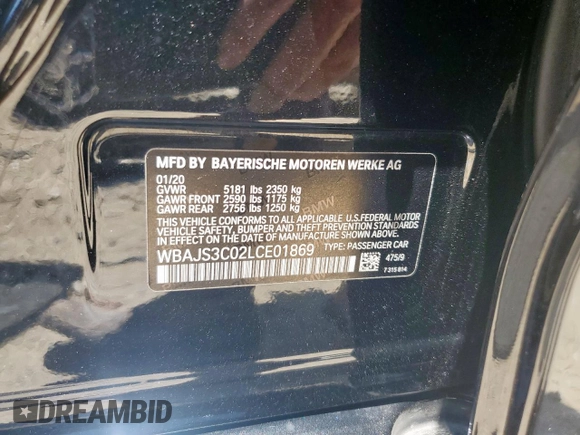 MFD BY BAYERISCHE MOTOREN WERKE AG
01/20
GVWR 5181 lbs 2350 kg
GAWR FRONT 2590 lbs 1175 kg
GAWR REAR 2756 lbs 1250 kg
THIS VEHICLE CONFORMS TO ALL APPLICABLE U.S. FEDERAL MOTOR
VEHICLE SAFETY, BUMPER, AND THEFT PREVENTION STANDARDS IN
EFFECT ON THE DATE OF MANUFACTURE SHOWN ABOVE.
WBAJS3C02LCE01869 TYPE: PASSENGER CAR
475/9
7 315 814
DREAMBID